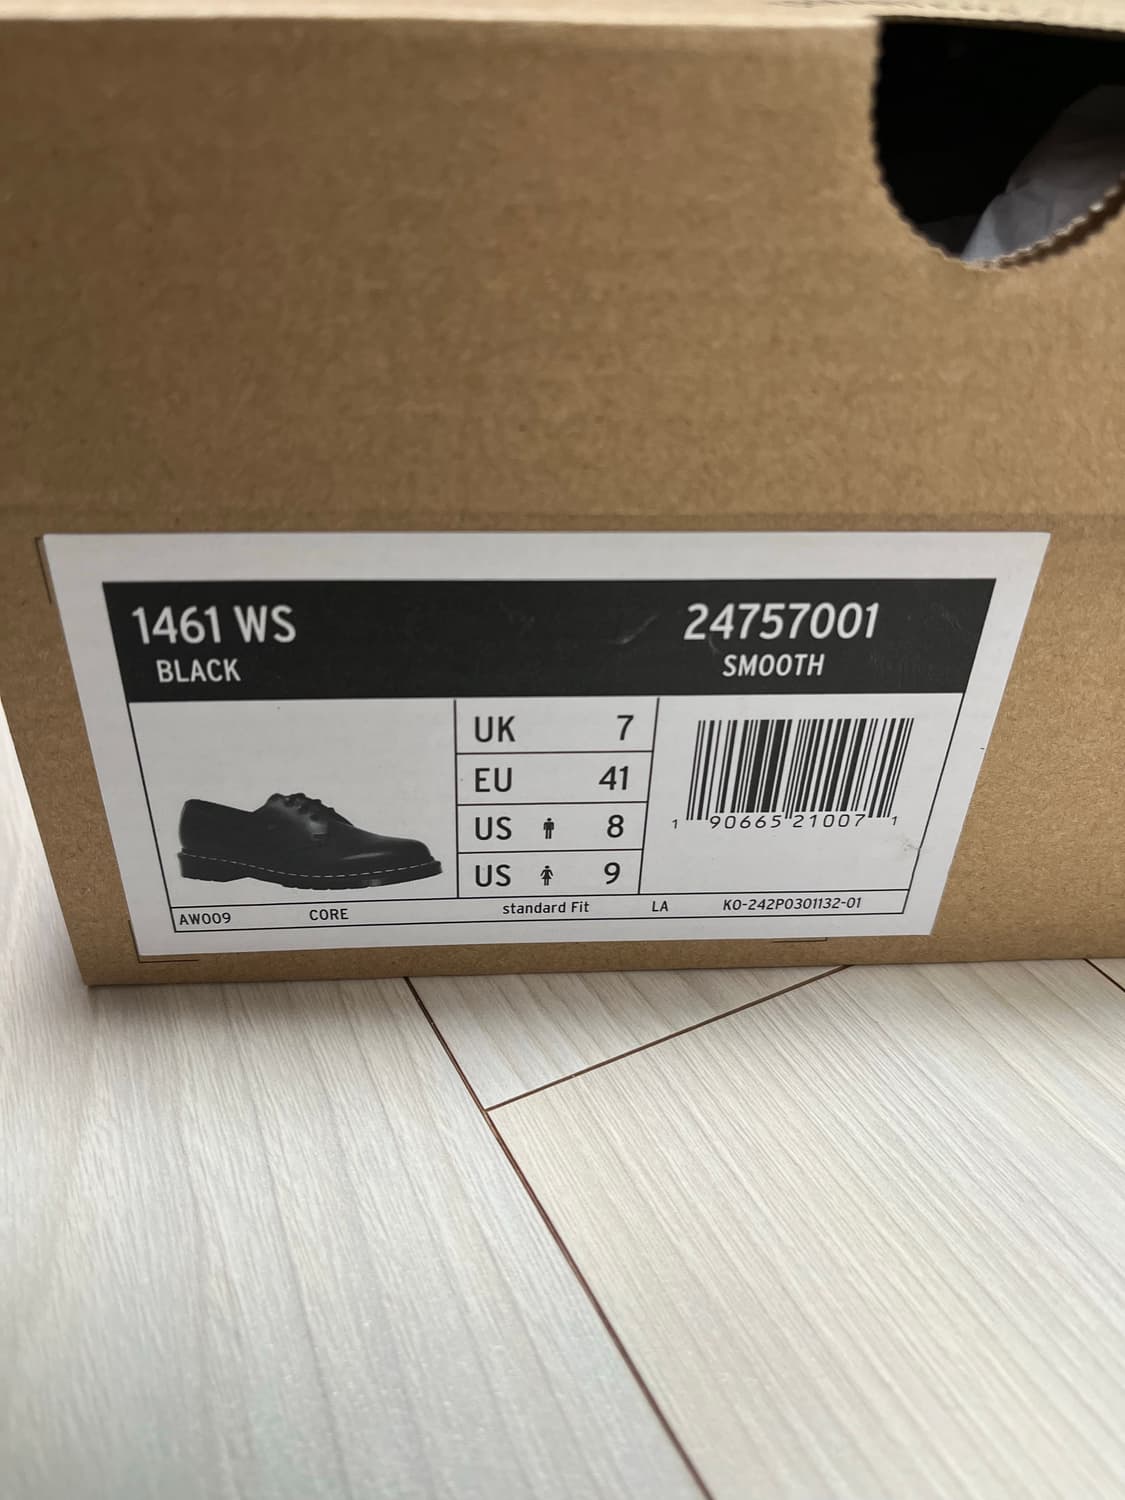 1461 WS
BLACK
24757001
SMOOTH
UK 7
EU 41
US 8
US 9
1 90665 21007 1
AW009 CORE standard Fit LA KO-242P0301132-01